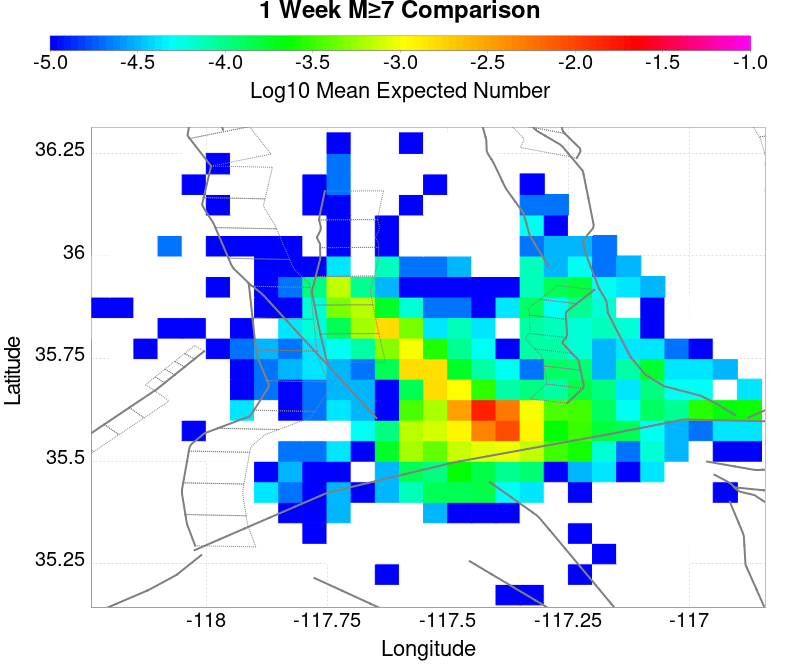 1 Week M≥7 Comparison
-5.0 -4.5 -4.0 -3.5 -3.0 -2.5 -2.0 -1.5 -1.0
Log10 Mean Expected Number
36.25
36
35.75
35.5
35.25
Latitude
-118 -117.75 -117.5 -117.25 -117
Longitude